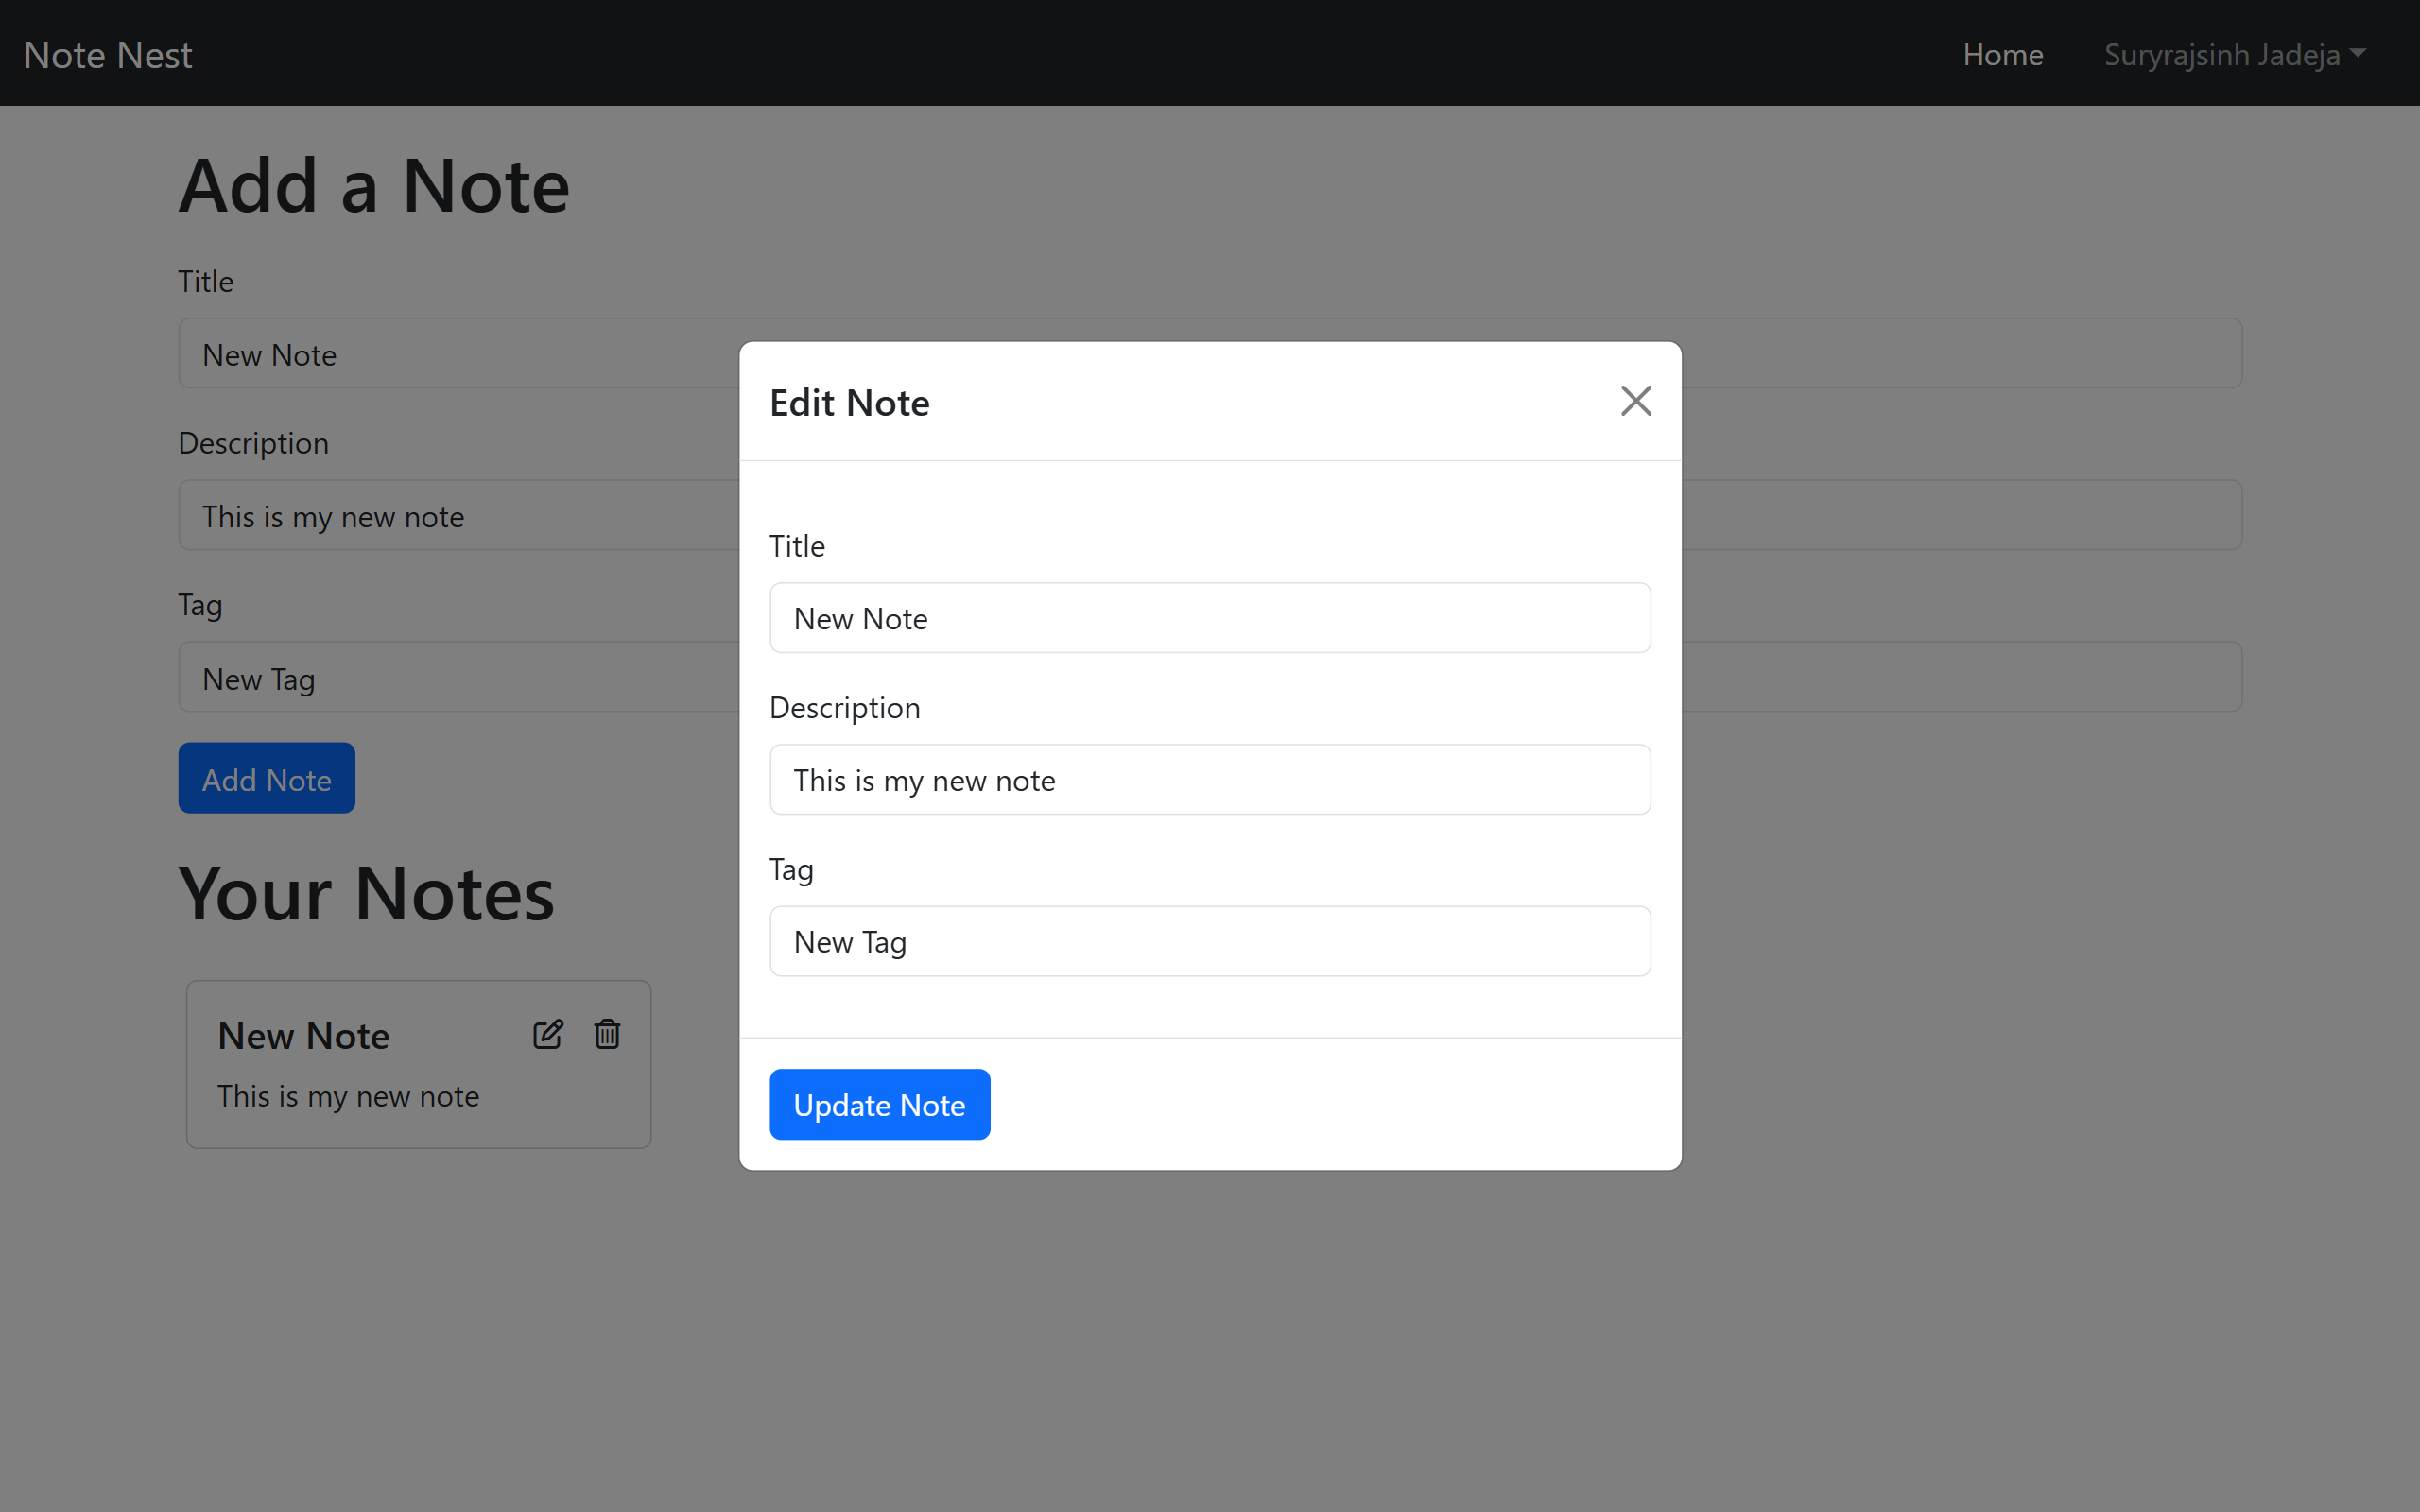 Note Nest
Home
Suryrajsinh Jadeja
Add a Note
Title
New Note
Description
This is my new note
Tag
New Tag
Add Note
Your Notes
New Note
This is my new note
Edit Note
Title
New Note
Description
This is my new note
Tag
New Tag
Update Note